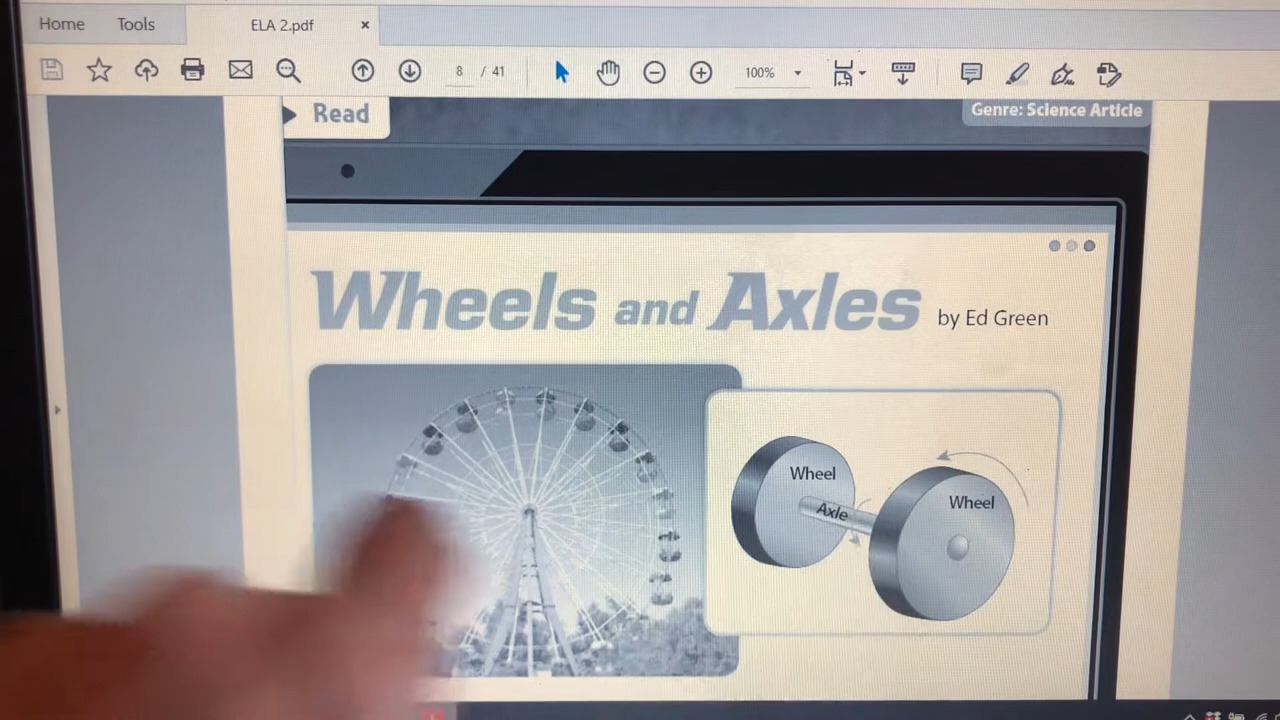 Home Tools ELA 2.pdf
8 / 41 100%
Read
Genre: Science Article
Wheels and Axles by Ed Green
Wheel
Axle
Wheel